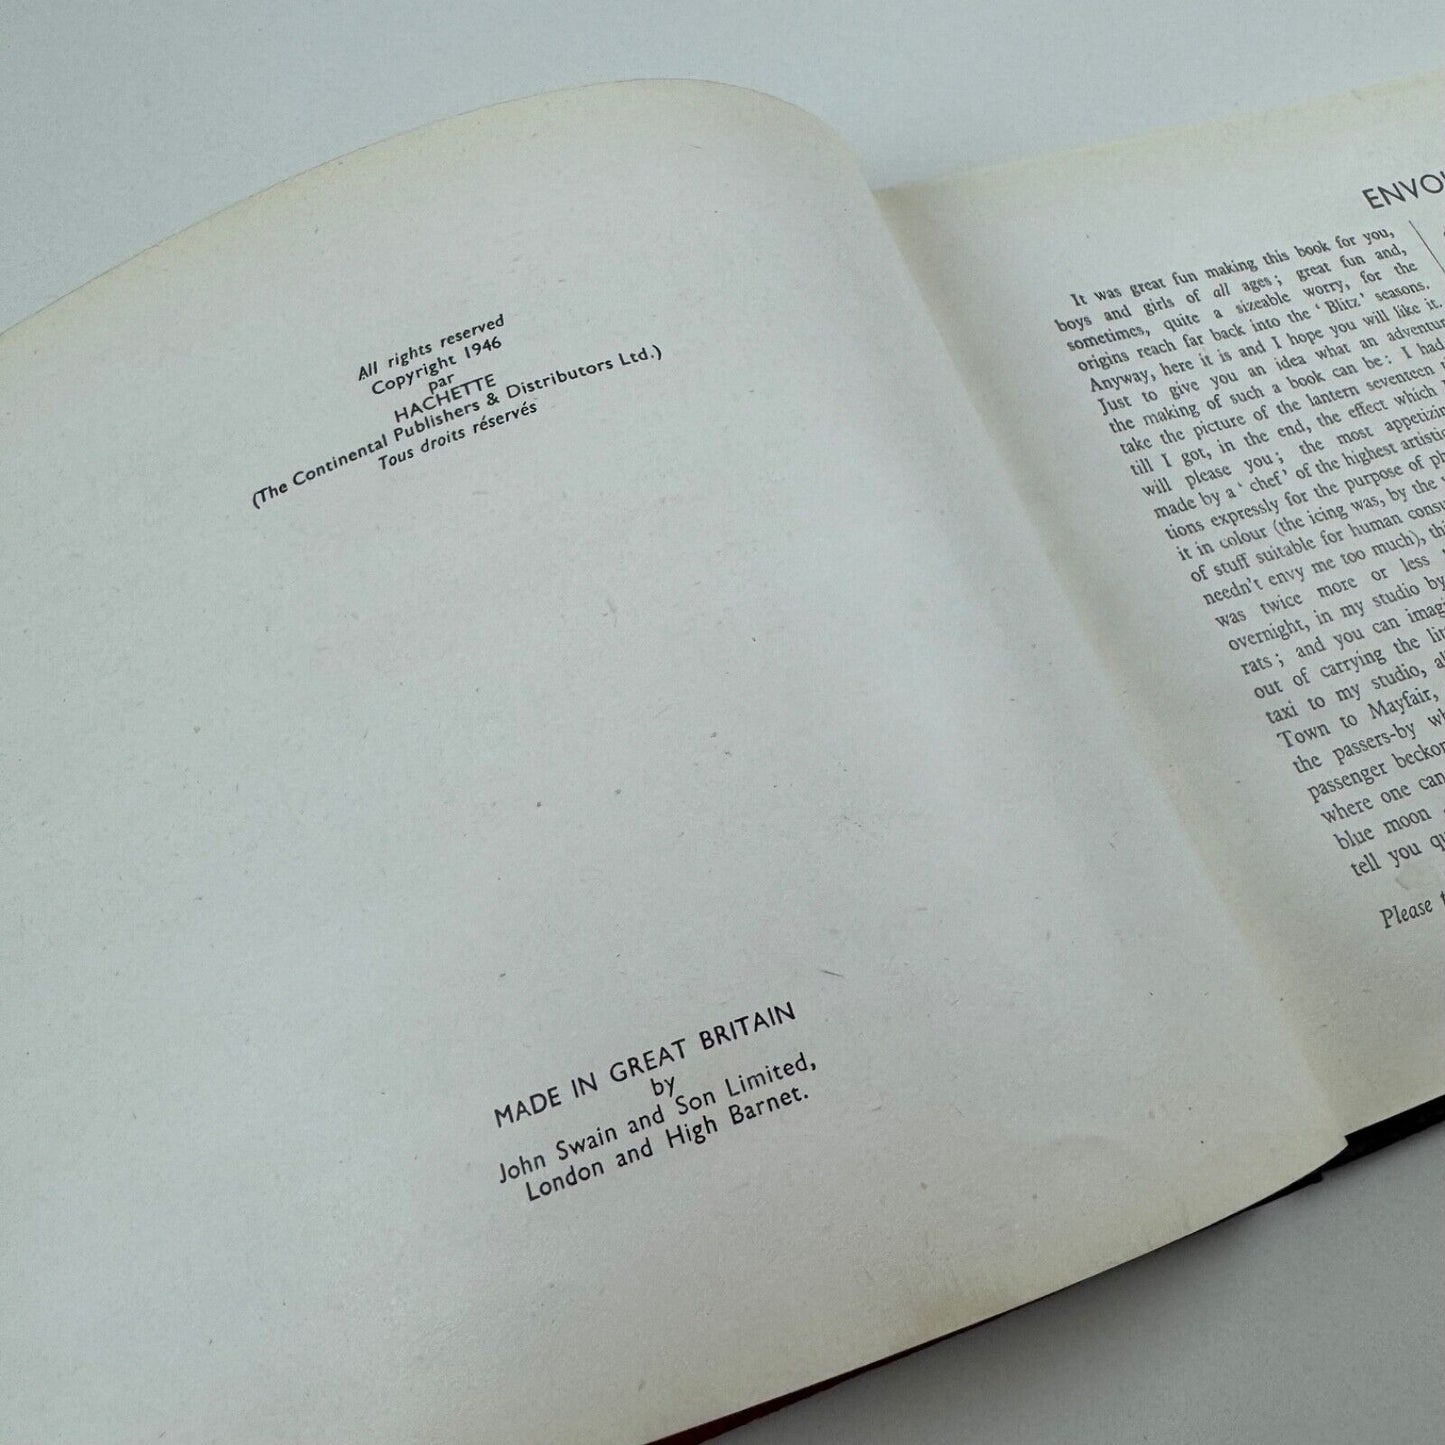 All rights reserved
Copyright 1946
par
HACHETTE
(The Continental Publishers & Distributors Ltd.)
Tous droits réservés
MADE IN GREAT BRITAIN
by
John Swain and Son Limited,
London and High Barnet.
It was great fun making this book for you,
boys and girls of all ages; great fun and,
sometimes, quite a sizeable worry, for the
origins reach far back into the ‘Blitz’ seasons.
Anyway, here it is and I hope you will like it.
Just to give you an idea what an
the making of such a book can be: I had
take the picture of the lantern seventeen
till I got, in the end, the effect which
will please you; the most
made by a ‘chef’ of the highest
tions expressly for the purpose of
it in colour (the icing was, by the
of stuff suitable for human
needn't envy me too much),
was twice more or less
overnight, in my studio by
rats; and you can
out of carrying the
taxi to my studio,
Town to Mayfair,
the passers-by
passenger
where one can
blue moon
tell you
Please